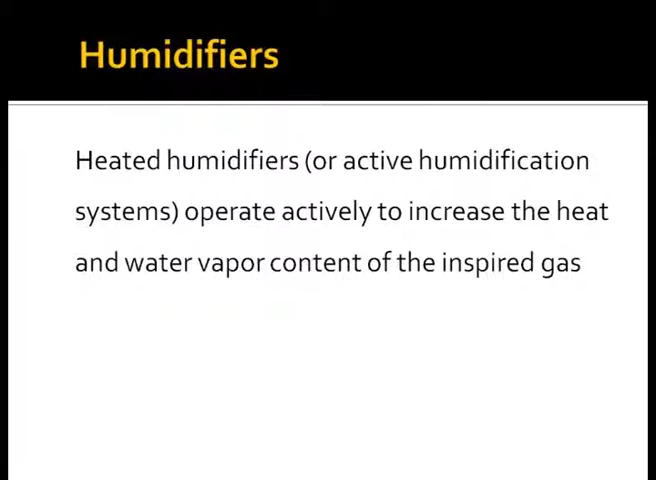 Humidifiers
Heated humidifiers (or active humidification
systems) operate actively to increase the heat
and water vapor content of the inspired gas